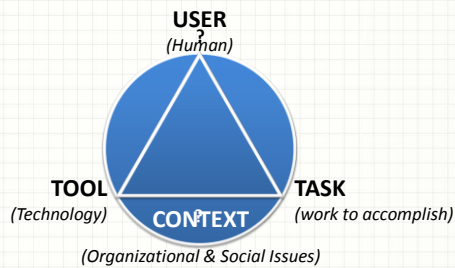 USER
?
(Human)
TOOL
TASK
(Technology)
CONTEXT
?
(work to accomplish)
(Organizational & Social Issues)